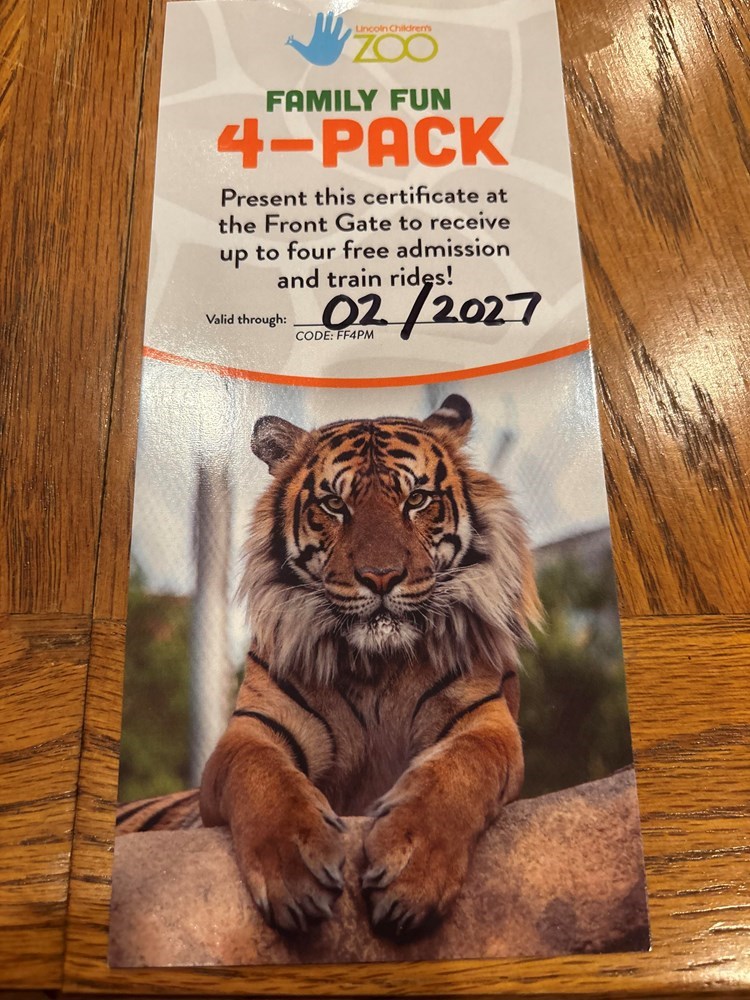 Lincoln Children's
ZOO
FAMILY FUN
4-PACK
Present this certificate at
the Front Gate to receive
up to four free admission
and train rides!
Valid through: 02/2027
CODE: FF4PM